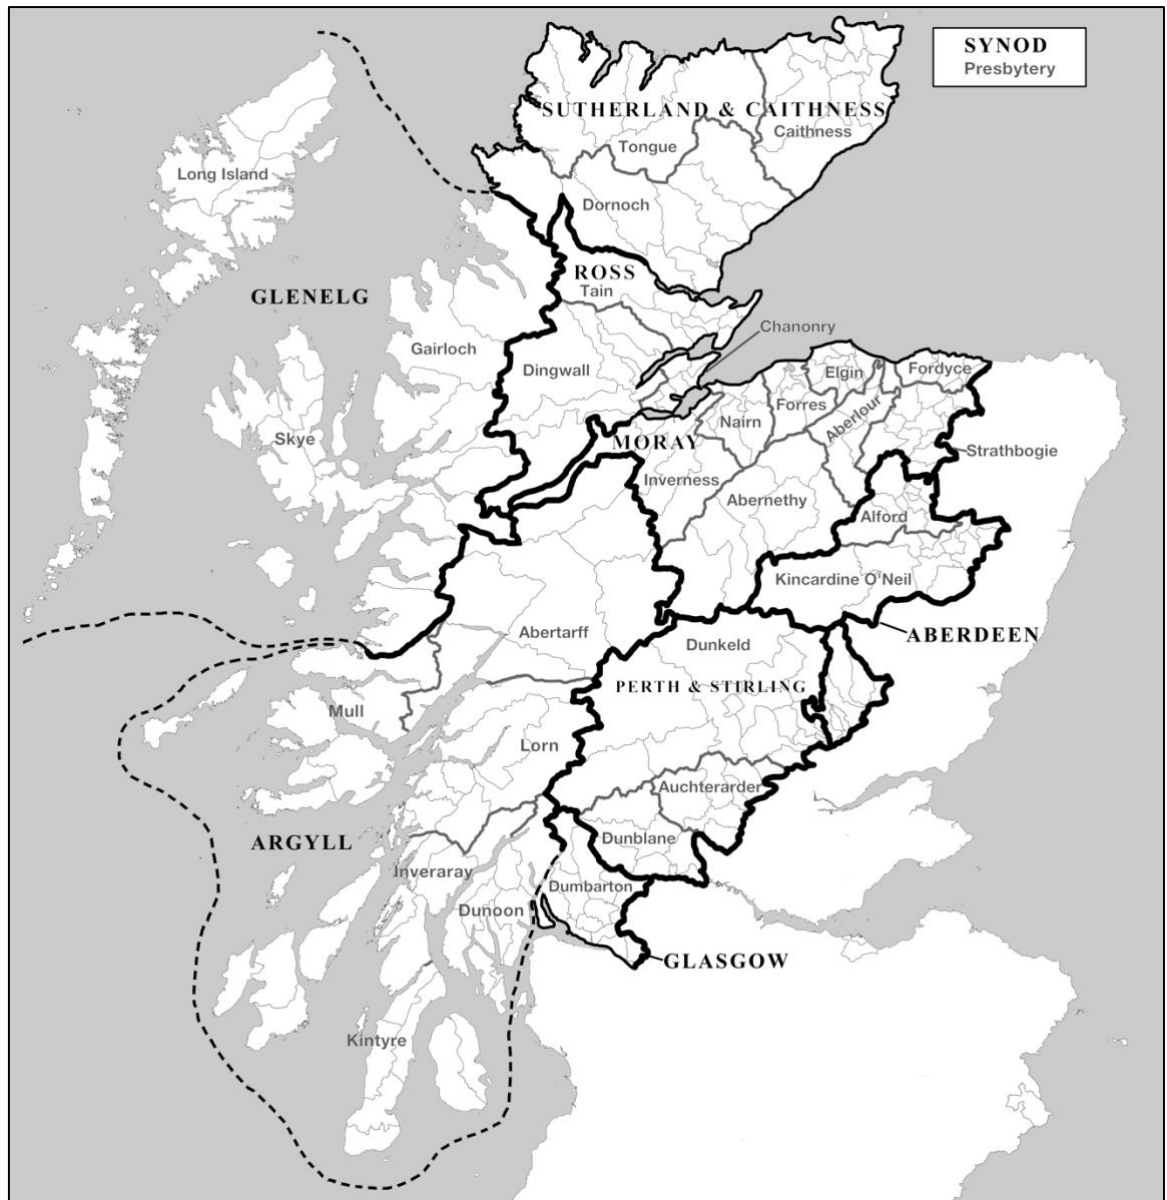 SYNOD
Presbytery
SUTHERLAND & CAITHNESS
Caithness
Tongue
Long Island
Dornoch
ROSS
Tain
GLENELG
Chanonry
Gairloch
Dingwall
Elgin
Fordyce
Forres
Aberlour
Nairn
Skye
MORAY
Strathbogie
Inverness
Abernethy
Alford
Kincardine O'Neil
Abertarff
ABERDEEN
Dunkeld
PERTH & STIRLING
Mull
Lorn
Auchterarder
ARGYLL
Dunblane
Inveraray
Dumbarton
Dunoon
GLASGOW
Kintyre